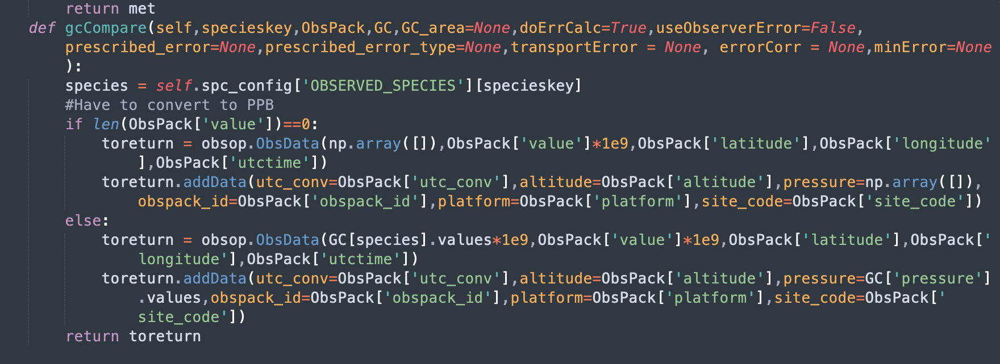 return met
def gcCompare(self,specieskey,ObsPack,GC,GC_area=None,doErrCalc=True,useObserverError=False,
prescribed_error=None,prescribed_error_type=None,transportError = None, errorCorr = None,minError=None
):
species = self.spc_config['OBSERVED_SPECIES'][specieskey]
#Have to convert to PPB
if len(ObsPack['value'])==0:
toreturn = obsop.ObsData(np.array([]),ObsPack['value']*1e9,ObsPack['latitude'],ObsPack['longitude'
],ObsPack['utctime'])
toreturn.addData(utc_conv=ObsPack['utc_conv'],altitude=ObsPack['altitude'],pressure=np.array([]),
obspack_id=ObsPack['obspack_id'],platform=ObsPack['platform'],site_code=ObsPack['site_code'])
else:
toreturn = obsop.ObsData(GC[species].values*1e9,ObsPack['value']*1e9,ObsPack['latitude'],ObsPack['
longitude'],ObsPack['utctime'])
toreturn.addData(utc_conv=ObsPack['utc_conv'],altitude=ObsPack['altitude'],pressure=GC['pressure']
.values,obspack_id=ObsPack['obspack_id'],platform=ObsPack['platform'],site_code=ObsPack['
site_code'])
return toreturn